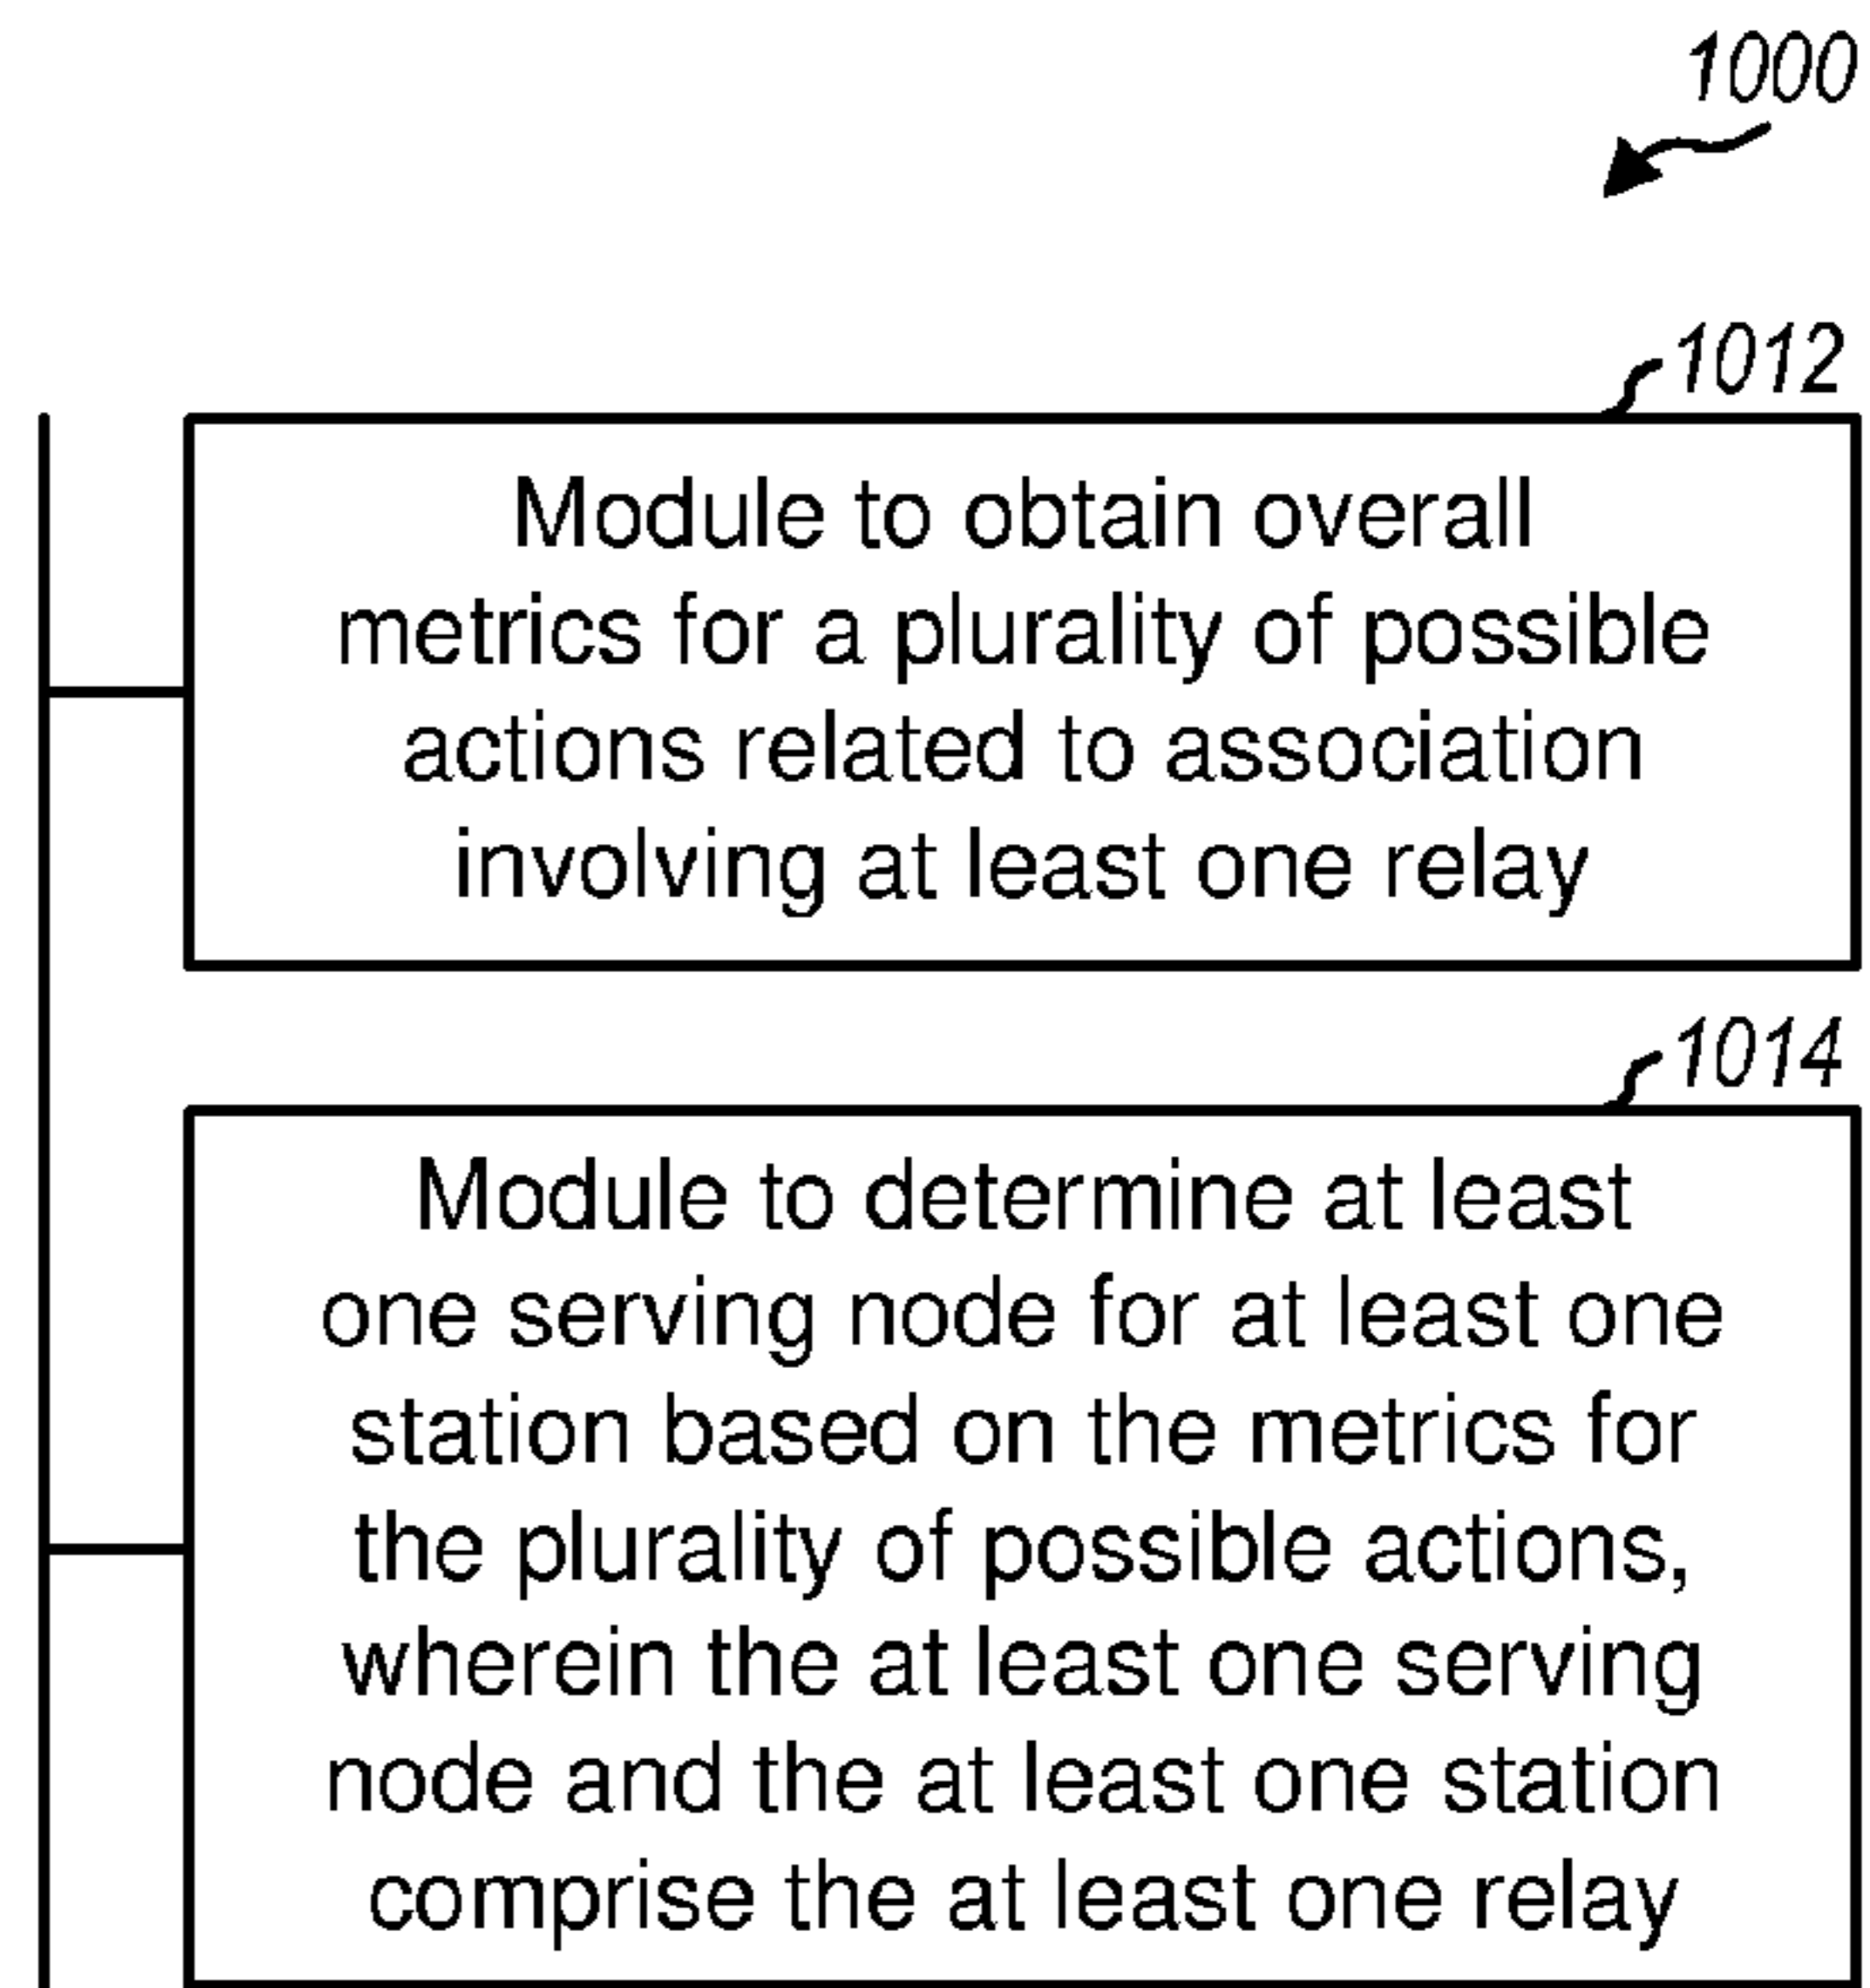 1000
1012
Module to obtain overall
metrics for a plurality of possible
actions related to association
involving at least one relay
1014
Module to determine at least
one serving node for at least one
station based on the metrics for
the plurality of possible actions,
wherein the at least one serving
node and the at least one station
comprise the at least one relay